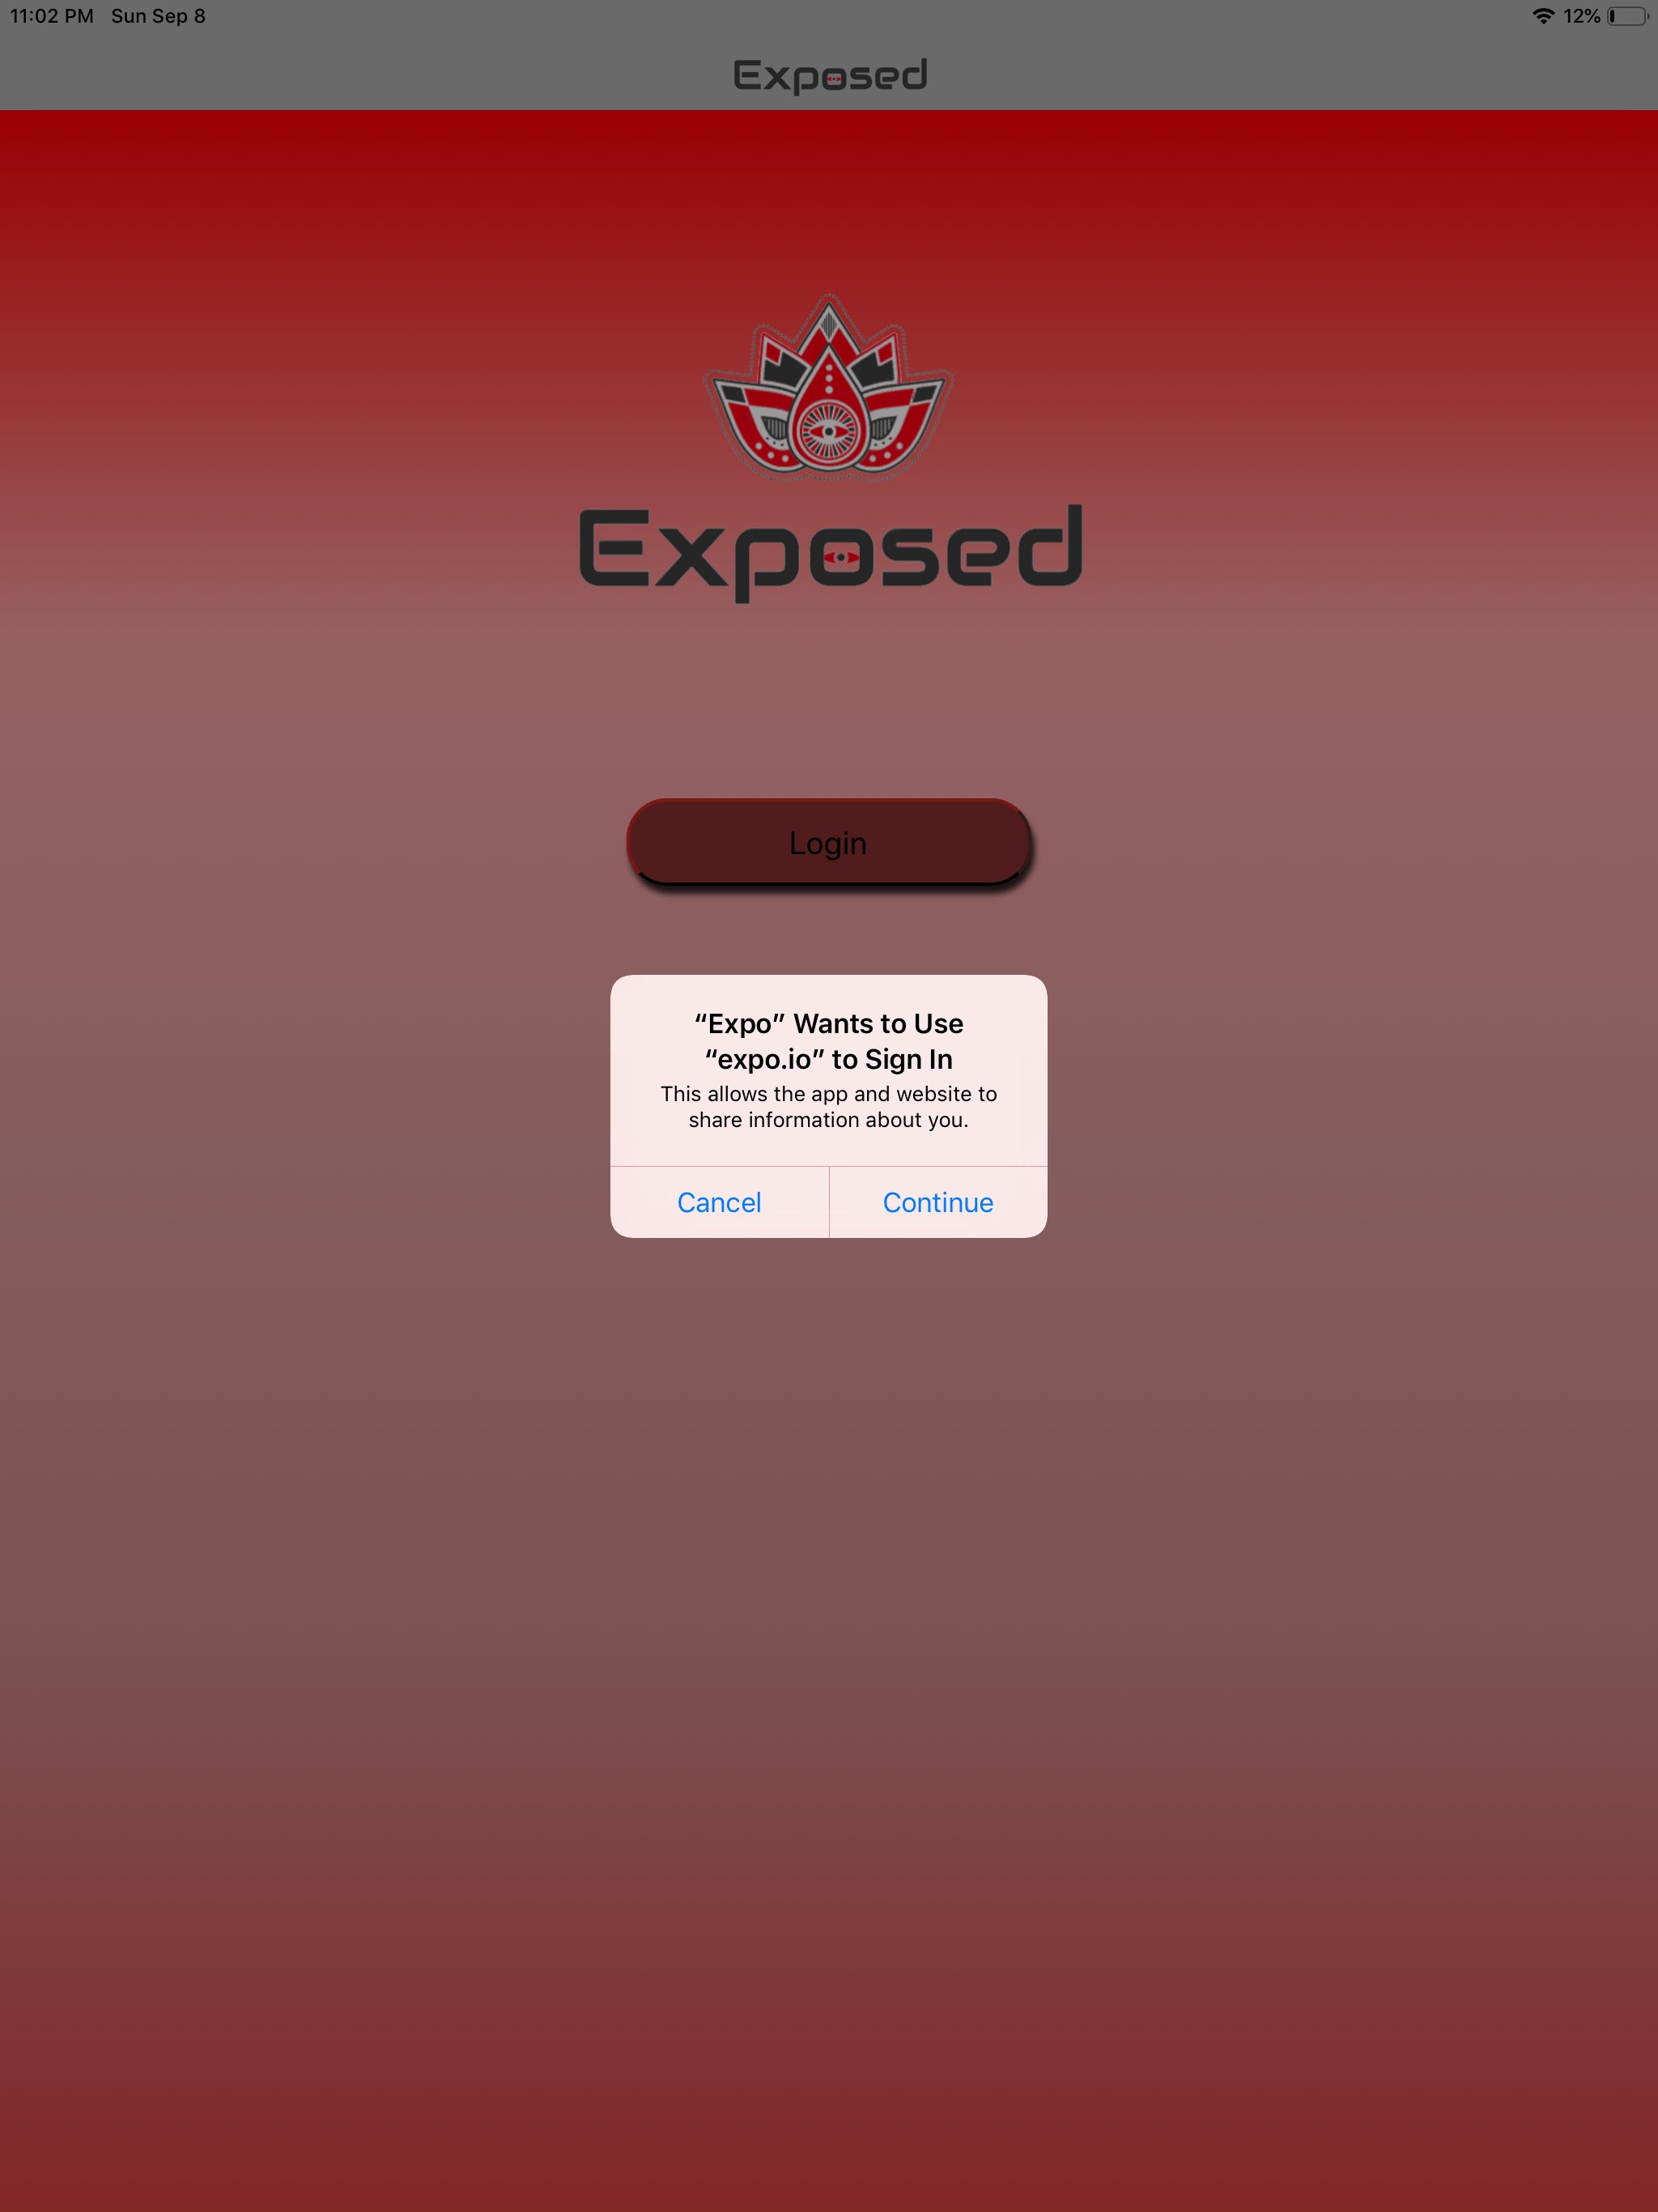 11:02 PM Sun Sep 8
12%
Exposed
Exposed
Login
“Expo” Wants to Use
“expo.io” to Sign In
This allows the app and website to
share information about you.
Cancel
Continue